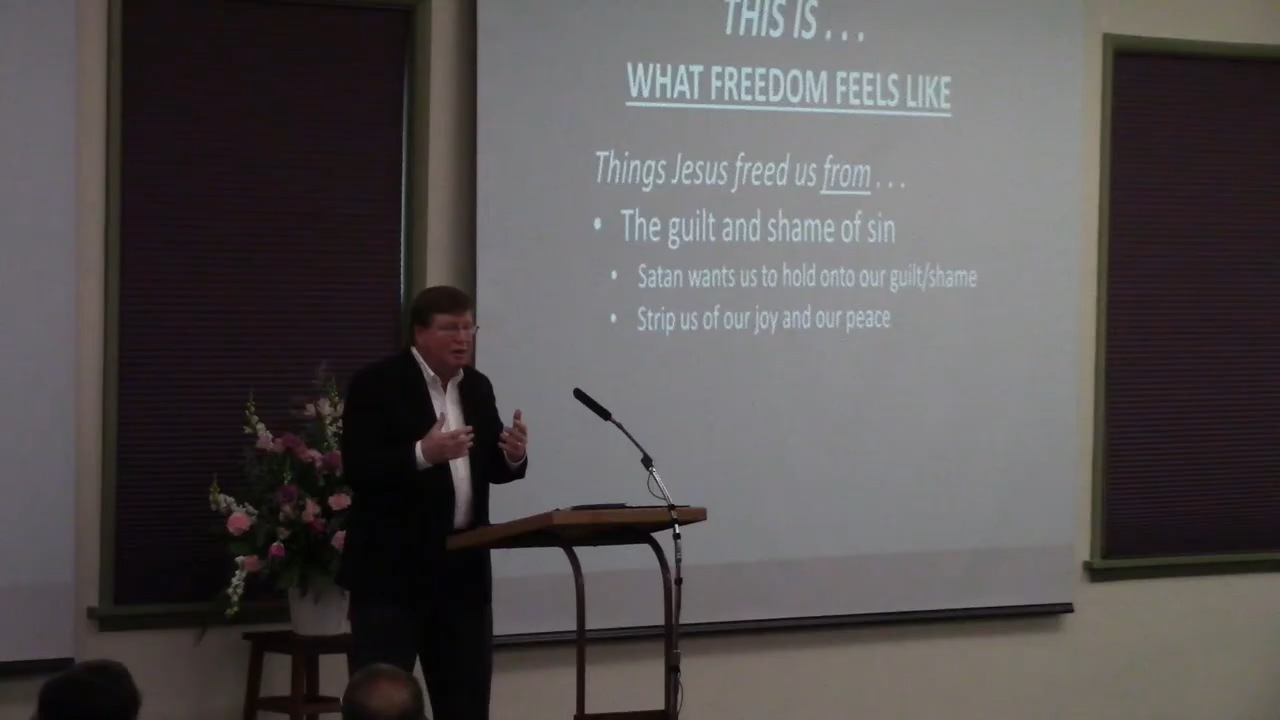 THIS IS . . .
WHAT FREEDOM FEELS LIKE
Things Jesus freed us from . . .
• The guilt and shame of sin
• Satan wants us to hold onto our guilt/shame
• Strip us of our joy and our peace